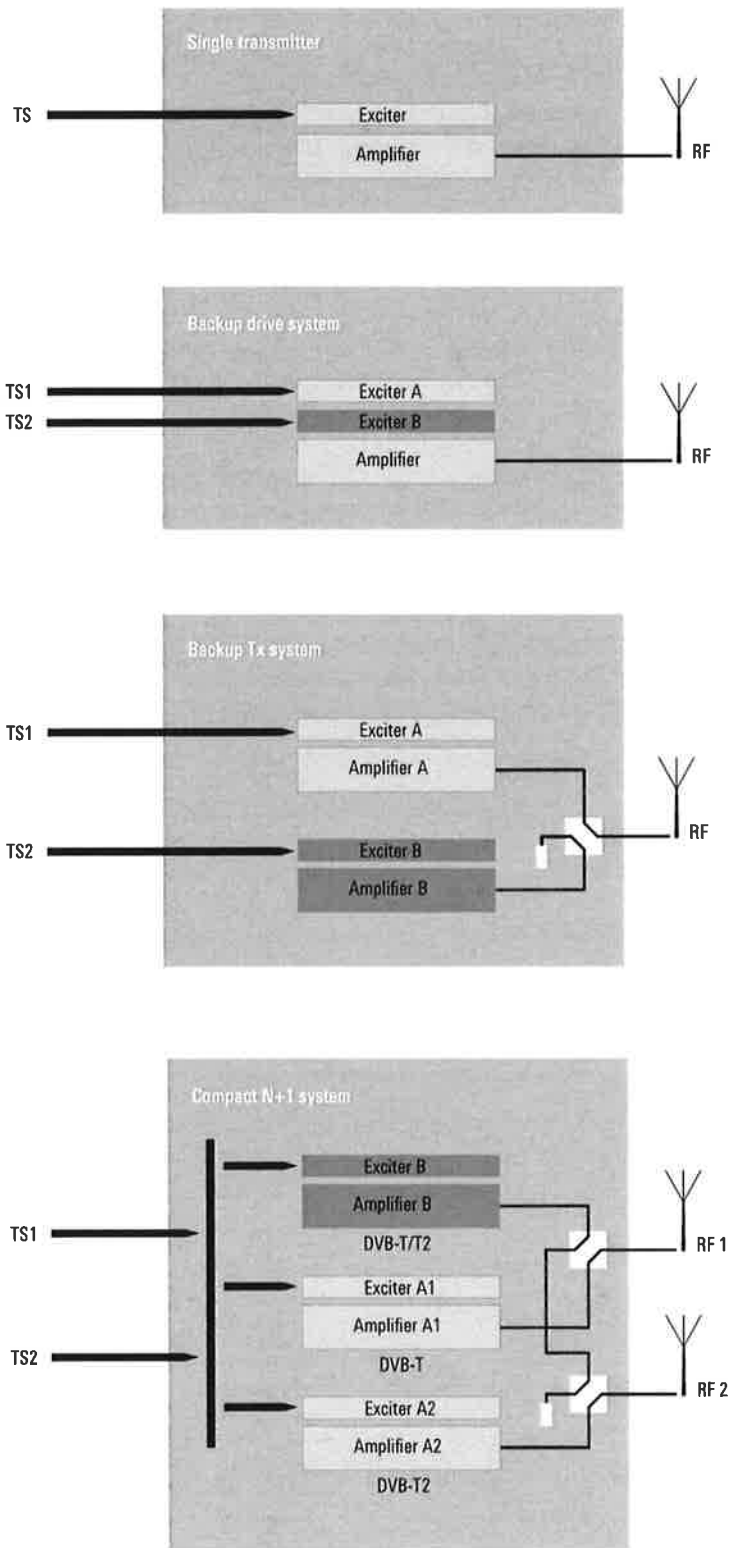 Single transmitter
TS
Exciter
Amplifier
RF
Backup drive system
TS1
Exciter A
TS2
Exciter B
Amplifier
RF
Backup Tx system
TS1
Exciter A
Amplifier A
RF
TS2
Exciter B
Amplifier B
Compact N+1 system
Exciter B
Amplifier B
TS1
DVB-T/T2
RF 1
Exciter A1
Amplifier A1
TS2
DVB-T
RF 2
Exciter A2
Amplifier A2
DVB-T2